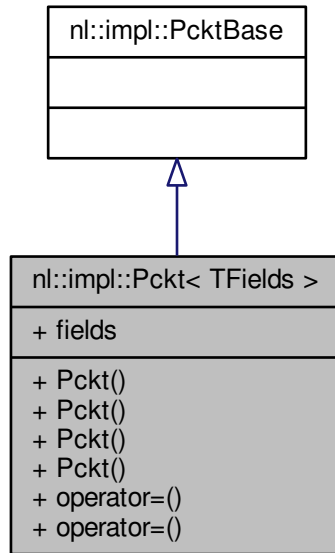 nl::impl::PcktBase
nl::impl::Pckt< TFields >
+ fields
+ Pckt()
+ Pckt()
+ Pckt()
+ Pckt()
+ operator=()
+ operator=()